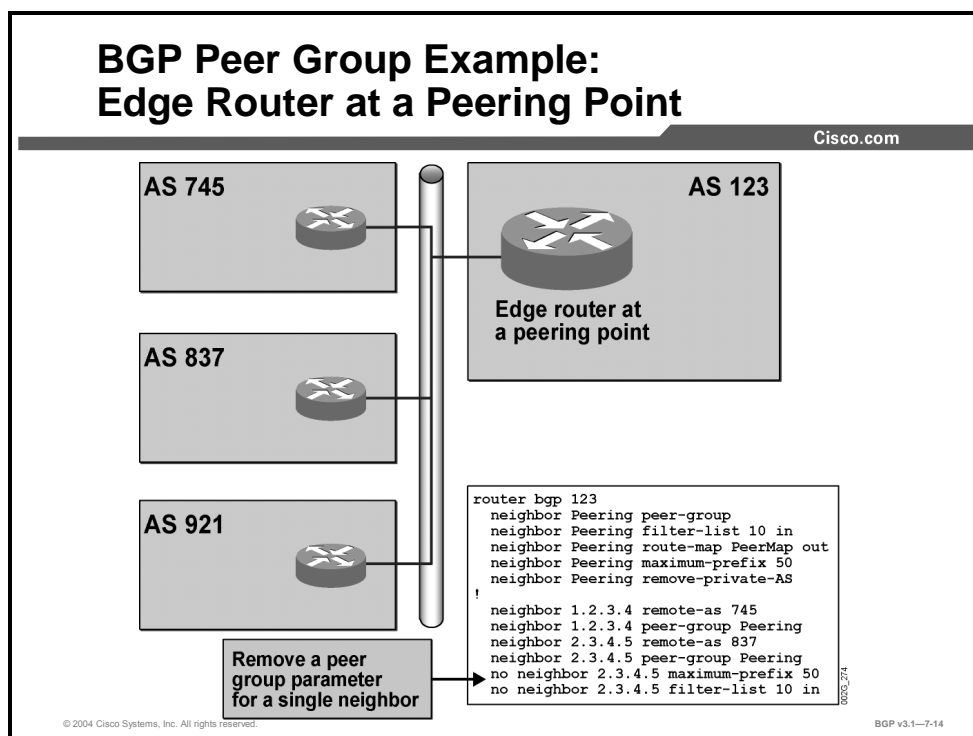 BGP Peer Group Example:
Edge Router at a Peering Point
Cisco.com
AS 745
AS 123
Edge router at
a peering point
AS 837
AS 921
router bgp 123
neighbor Peering peer-group
neighbor Peering filter-list 10 in
neighbor Peering route-map PeerMap out
neighbor Peering maximum-prefix 50
neighbor Peering remove-private-AS
!
neighbor 1.2.3.4 remote-as 745
neighbor 1.2.3.4 peer-group Peering
neighbor 2.3.4.5 remote-as 837
neighbor 2.3.4.5 peer-group Peering
no neighbor 2.3.4.5 maximum-prefix 50
no neighbor 2.3.4.5 filter-list 10 in
Remove a peer
group parameter
for a single neighbor
002G_274
© 2004 Cisco Systems, Inc. All rights reserved.
BGP v3.1—7-14